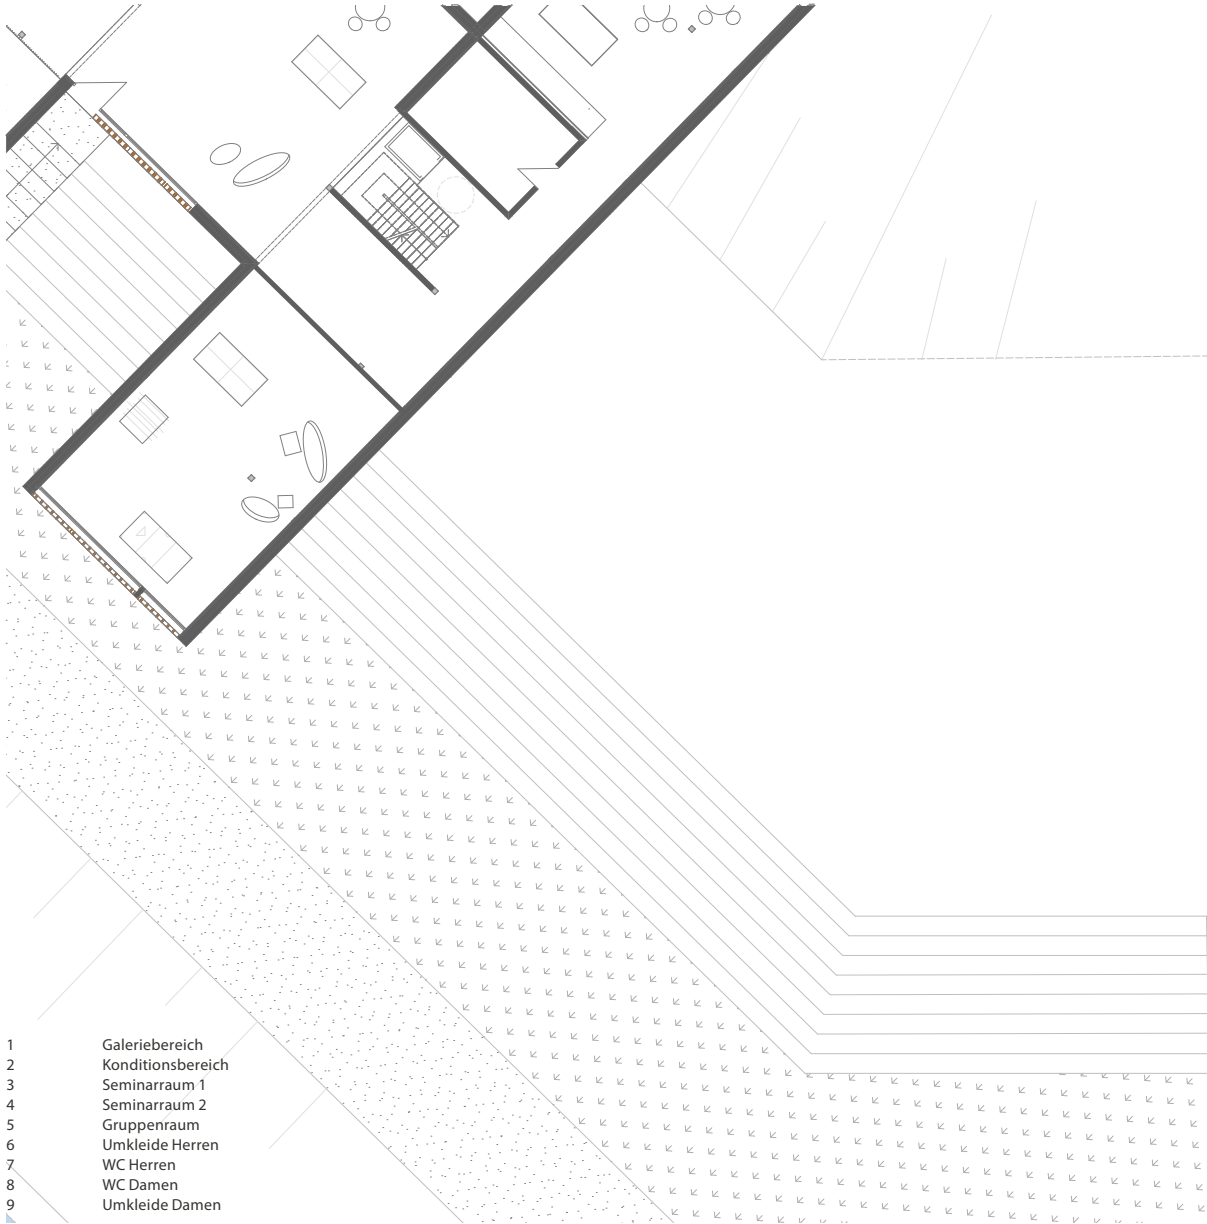 1 Galeriebereich
2 Konditionsbereich
3 Seminarraum 1
4 Seminarraum 2
5 Gruppenraum
6 Umkleide Herren
7 WC Herren
8 WC Damen
9 Umkleide Damen